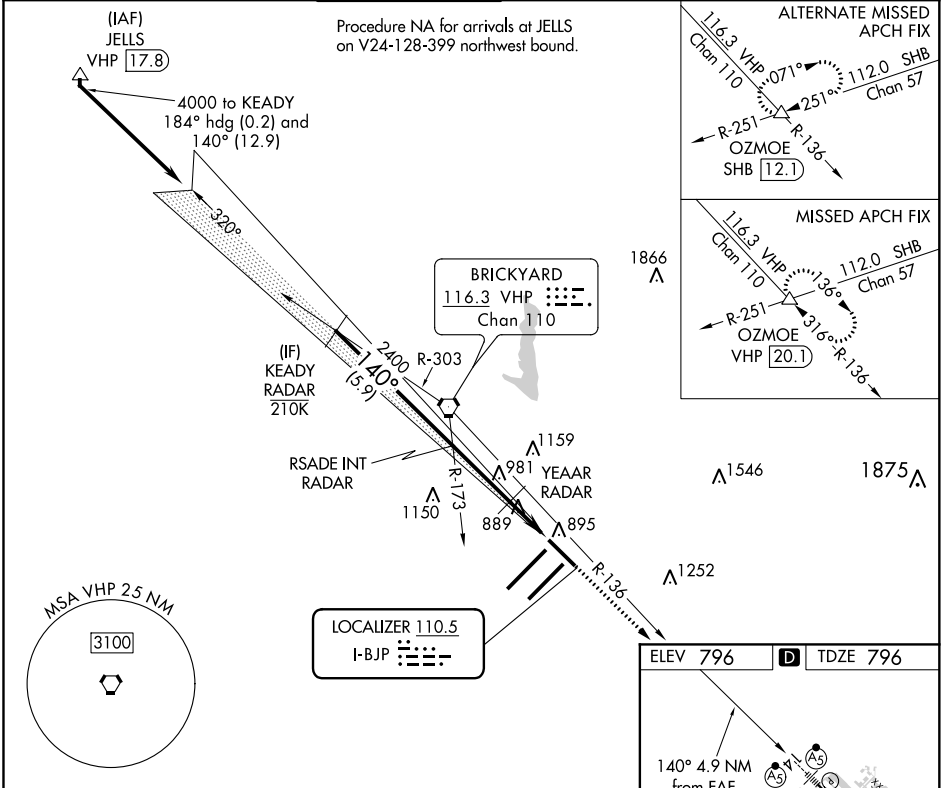 (IAF)
JELLS
VHP 17.8
Procedure NA for arrivals at JELLS
on V24-128-399 northwest bound.
4000 to KEADY
184° hdg (0.2) and
140° (12.9)
320°
ALTERNATE MISSED
APCH FIX
116.3 VHP
Chan 110
071°
112.0 SHB
Chan 57
251°
R-251
R-136
OZMOE
SHB 12.1
MISSED APCH FIX
116.3 VHP
Chan 110
136°
112.0 SHB
Chan 57
R-251
316°
R-136
OZMOE
VHP 20.1
1866
BRICKYARD
116.3 VHP
Chan 110
(IF)
KEADY
RADAR
210K
2400
140°
(5.9)
R-303
RSADE INT
RADAR
R-173
1159
981
YEAAR
RADAR
1150
889
895
1546
1875
1252
R-136
MSA VHP 25 NM
3100
LOCALIZER 110.5
I-BJP
ELEV 796
D
TDZE 796
140° 4.9 NM
from FAF
A5
A5
14
P